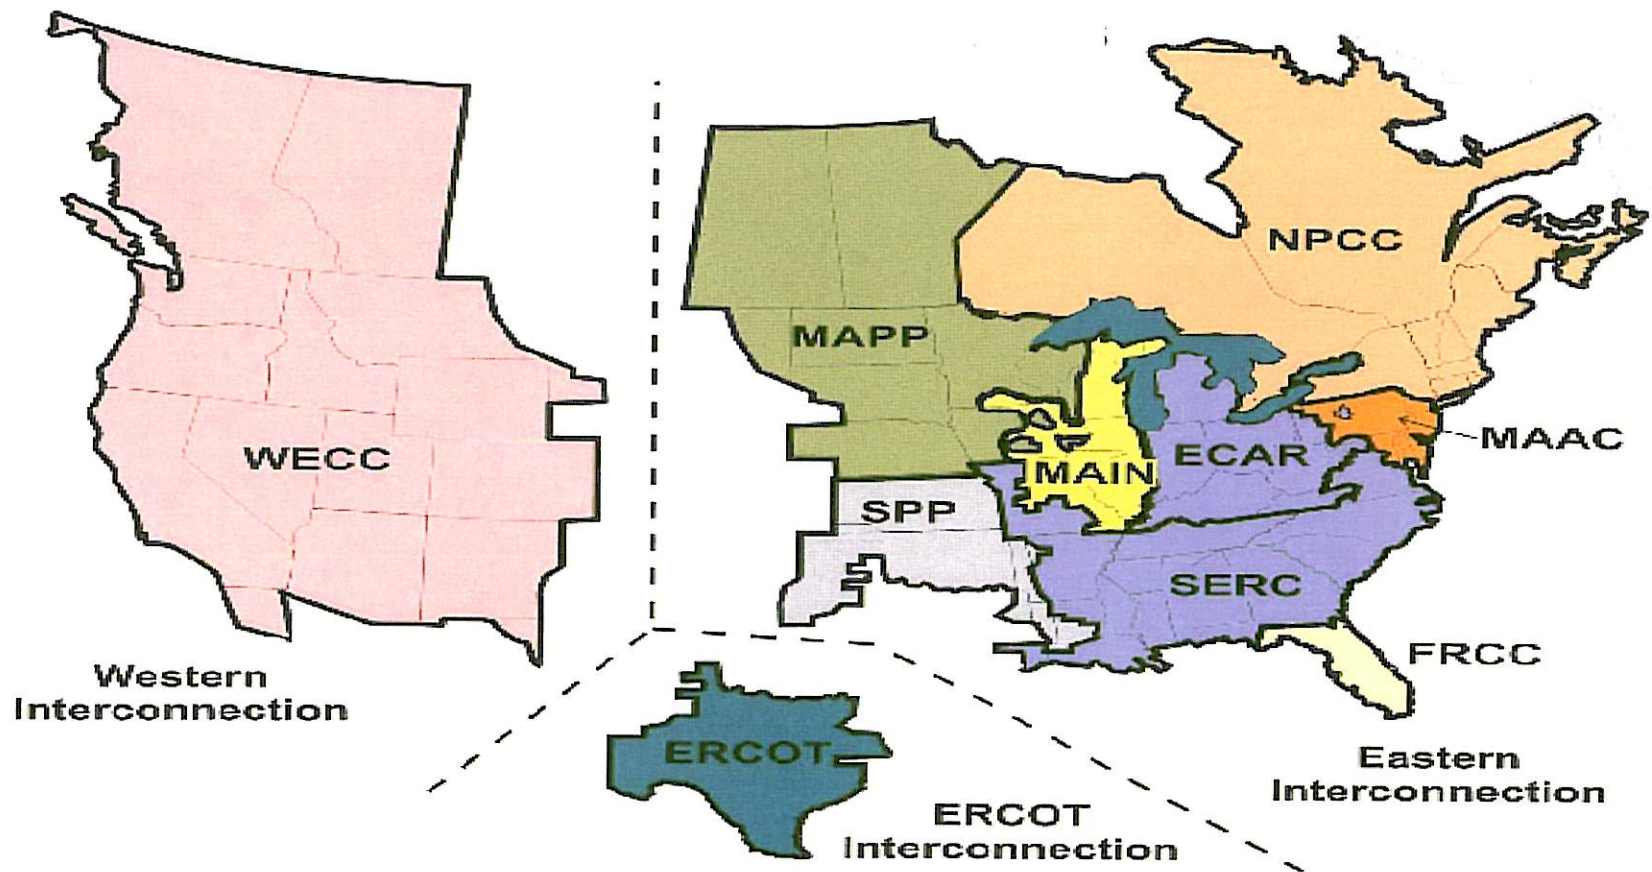 NPCC
MAPP
WECC
MAAC
ECAR
MAIN
SPP
SERC
FRCC
Western
Interconnection
ERCOT
Eastern
Interconnection
ERCOT
Interconnection